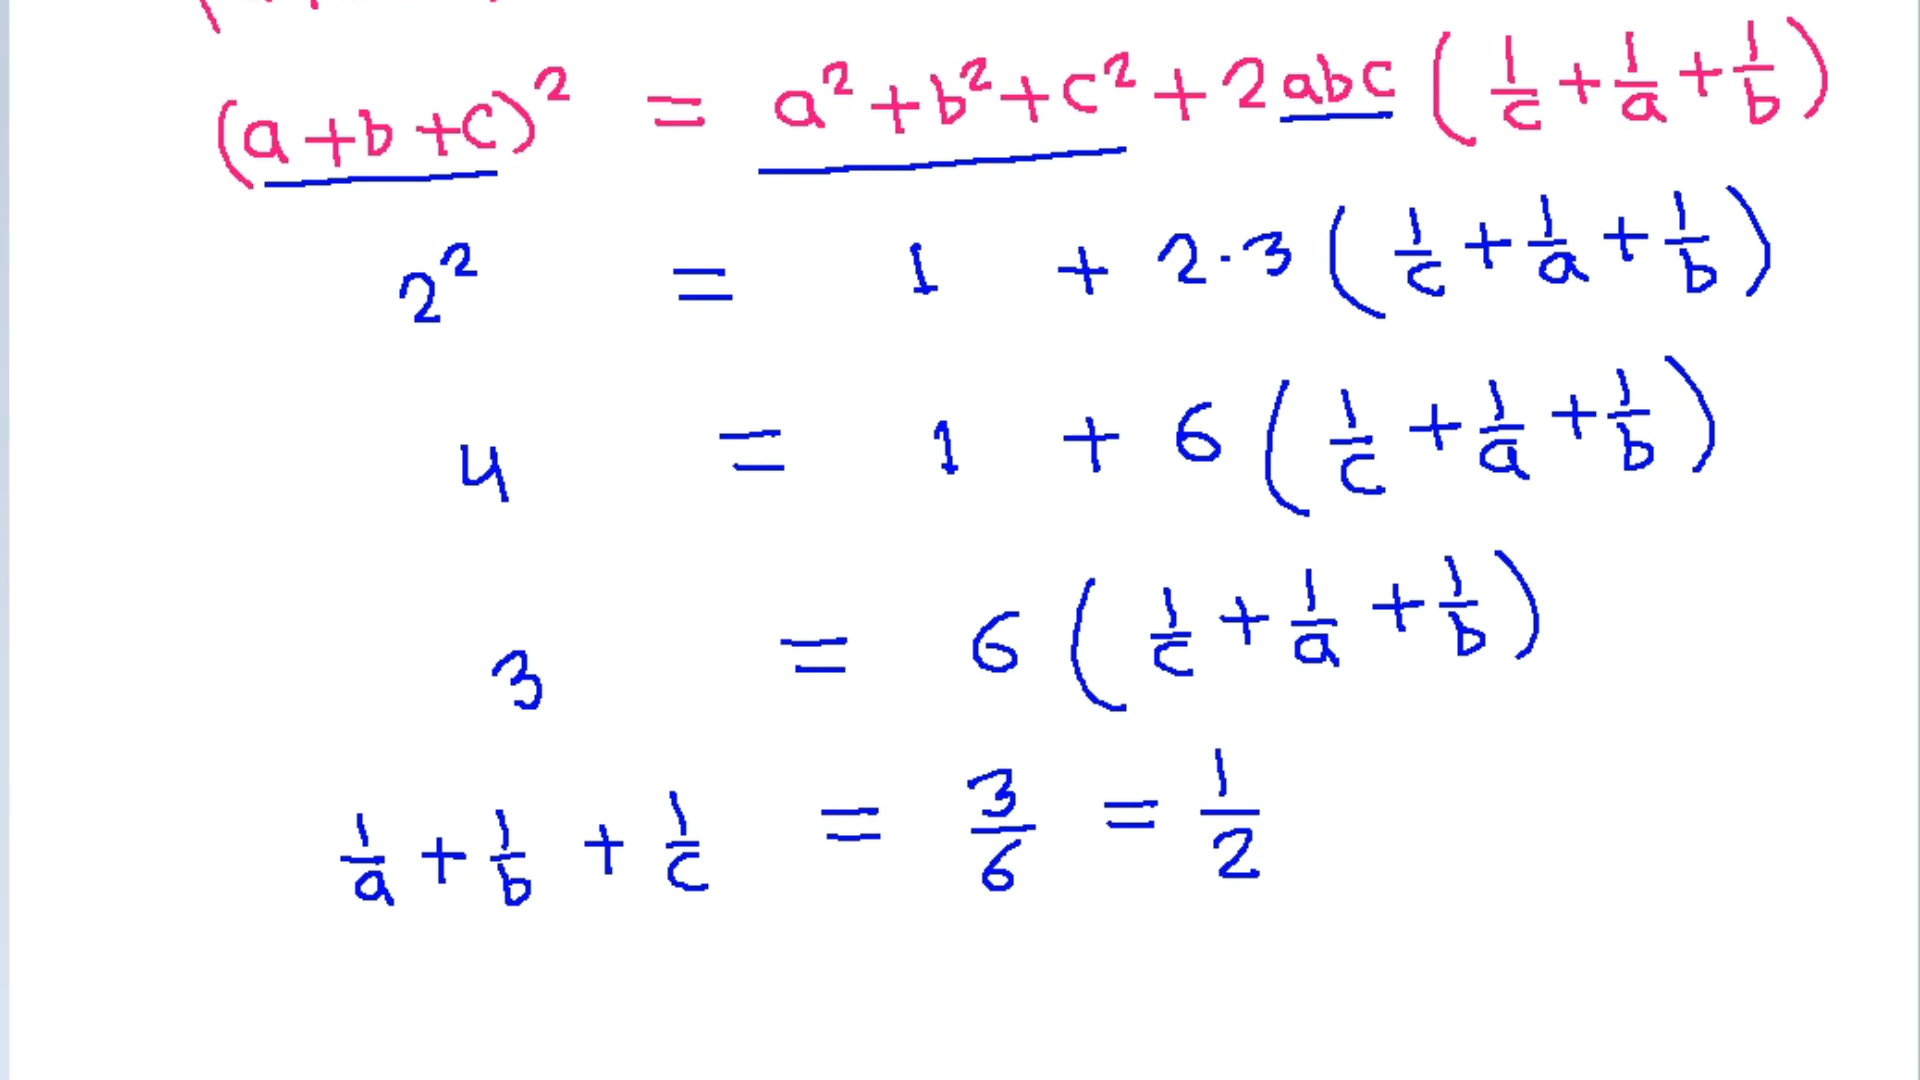 (a+b+c)² = a²+b²+c²+2abc(1/c+1/a+1/b)
2² = 1 + 2·3(1/c+1/a+1/b)
4 = 1 + 6(1/c+1/a+1/b)
3 = 6(1/c+1/a+1/b)
1/a+1/b+1/c = 3/6 = 1/2